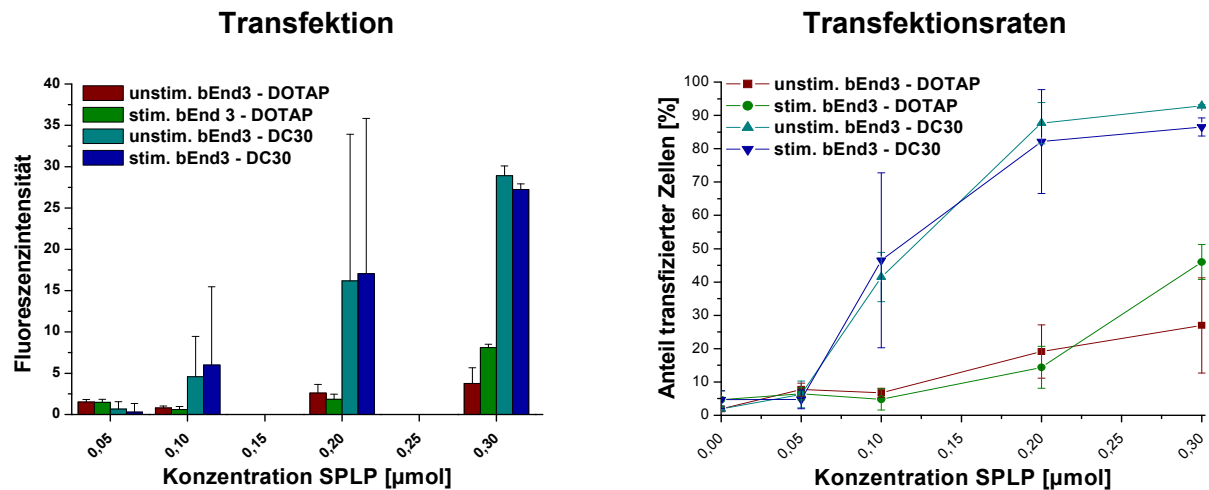 Transfektion
unstim. bEnd3 - DOTAP
stim. bEnd 3 - DOTAP
unstim. bEnd3 - DC30
stim. bEnd3 - DC30
Fluoreszintensität
40
35
30
25
20
15
10
5
0
0,05
0,10
0,15
0,20
0,25
0,30
Konzentration SPLP [µmol]
Transfektionsraten
unstim. bEnd3 - DOTAP
stim. bEnd3 - DOTAP
unstim. bEnd3 - DC30
stim. bEnd3 - DC30
Anteil transfizierter Zellen [%]
100
90
80
70
60
50
40
30
20
10
0
0,00
0,05
0,10
0,15
0,20
0,25
0,30
Konzentration SPLP [µmol]